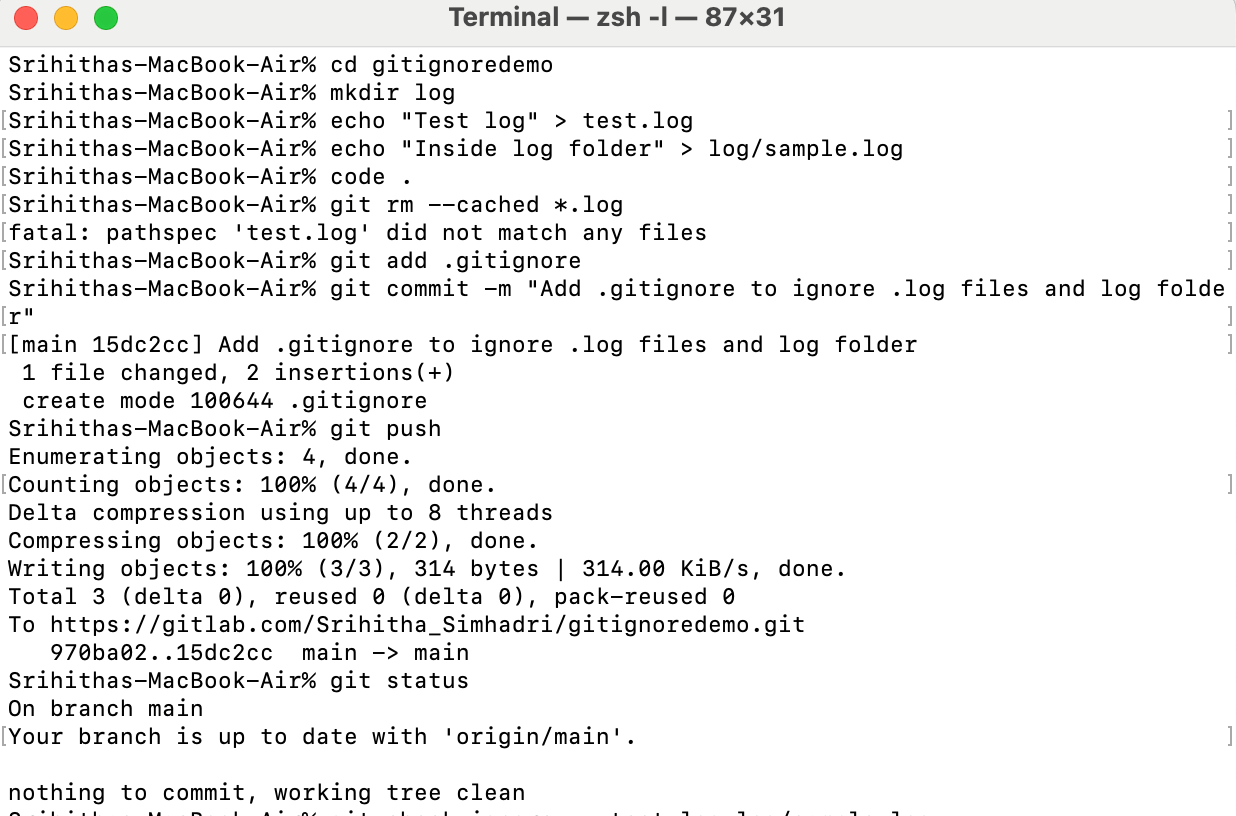 Terminal — zsh -l — 87×31
Srihithas-MacBook-Air% cd gitignoredemo
Srihithas-MacBook-Air% mkdir log
[Srihithas-MacBook-Air% echo "Test log" > test.log ]
[Srihithas-MacBook-Air% echo "Inside log folder" > log/sample.log ]
[Srihithas-MacBook-Air% code . ]
[Srihithas-MacBook-Air% git rm --cached *.log ]
[fatal: pathspec 'test.log' did not match any files ]
[Srihithas-MacBook-Air% git add .gitignore ]
Srihithas-MacBook-Air% git commit -m "Add .gitignore to ignore .log files and log folde
[r" ]
[[main 15dc2cc] Add .gitignore to ignore .log files and log folder ]
 1 file changed, 2 insertions(+)
 create mode 100644 .gitignore
Srihithas-MacBook-Air% git push
Enumerating objects: 4, done.
[Counting objects: 100% (4/4), done. ]
Delta compression using up to 8 threads
Compressing objects: 100% (2/2), done.
Writing objects: 100% (3/3), 314 bytes | 314.00 KiB/s, done.
Total 3 (delta 0), reused 0 (delta 0), pack-reused 0
To https://gitlab.com/Srihitha_Simhadri/gitignoredemo.git
   970ba02..15dc2cc  main -> main
Srihithas-MacBook-Air% git status
On branch main
[Your branch is up to date with 'origin/main'. ]
nothing to commit, working tree clean